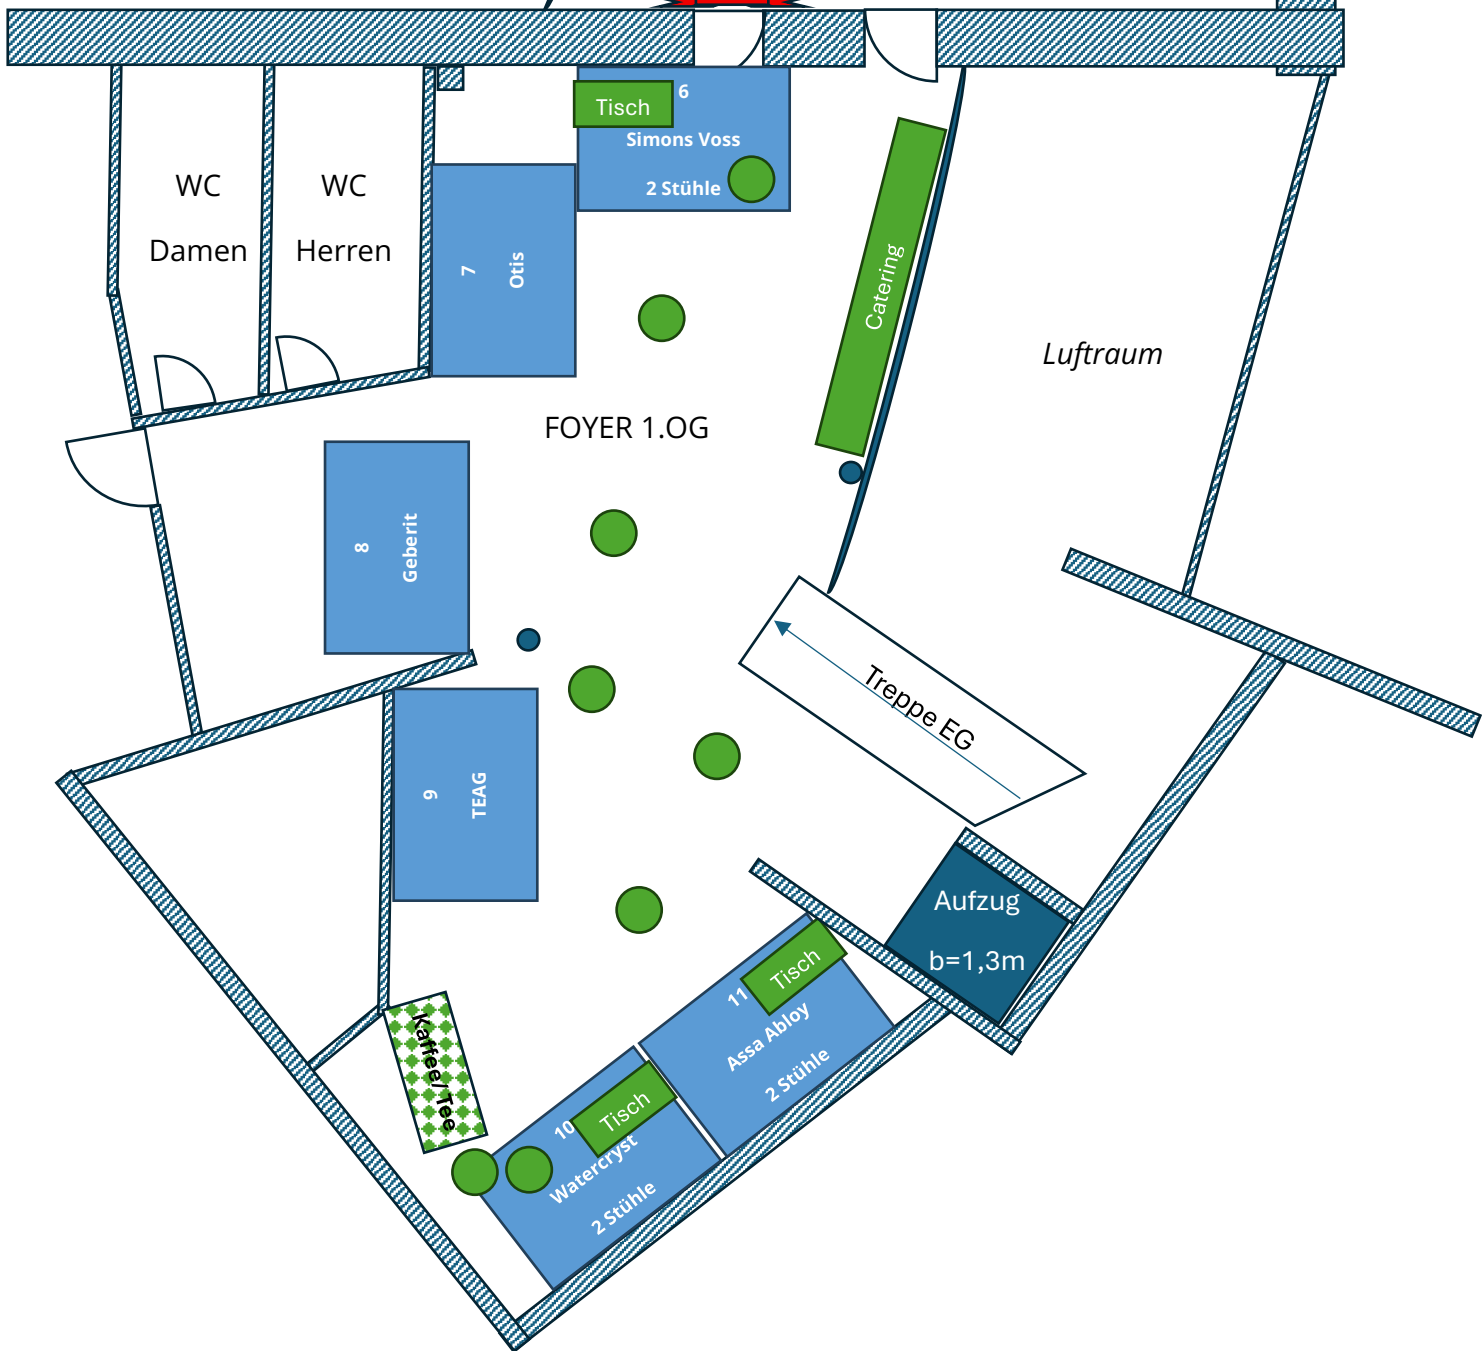 Tisch
6
Simons Voss
2 Stühle
WC
Damen
WC
Herren
7
Otis
Catering
Luftraum
FOYER 1.OG
8
Geberit
Treppe EG
9
TEAG
Aufzug
b=1,3m
Tisch
11
Assa Abloy
2 Stühle
Kaffee/ Tee
Tisch
10
Watercryst
2 Stühle